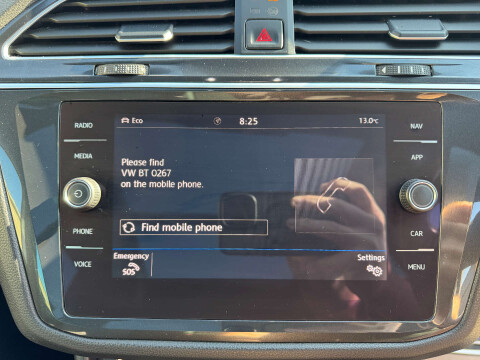 RADIO
Eco
8:25
13.0°C
NAV
MEDIA
Please find
VW BT 0267
on the mobile phone.
APP
Find mobile phone
PHONE
CAR
VOICE
Emergency
SOS
Settings
MENU